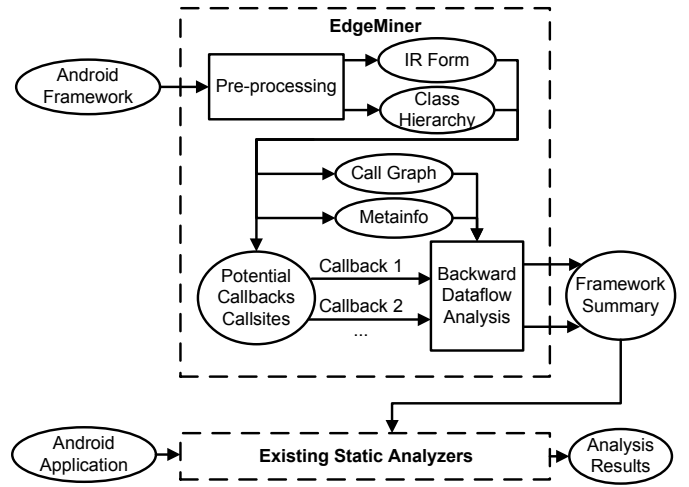 EdgeMiner
Android
Framework
Pre-processing
IR Form
Class
Hierarchy
Call Graph
Metainfo
Potential
Callbacks
Callsites
Callback 1
Callback 2
...
Backward
Dataflow
Analysis
Framework
Summary
Android
Application
Existing Static Analyzers
Analysis
Results